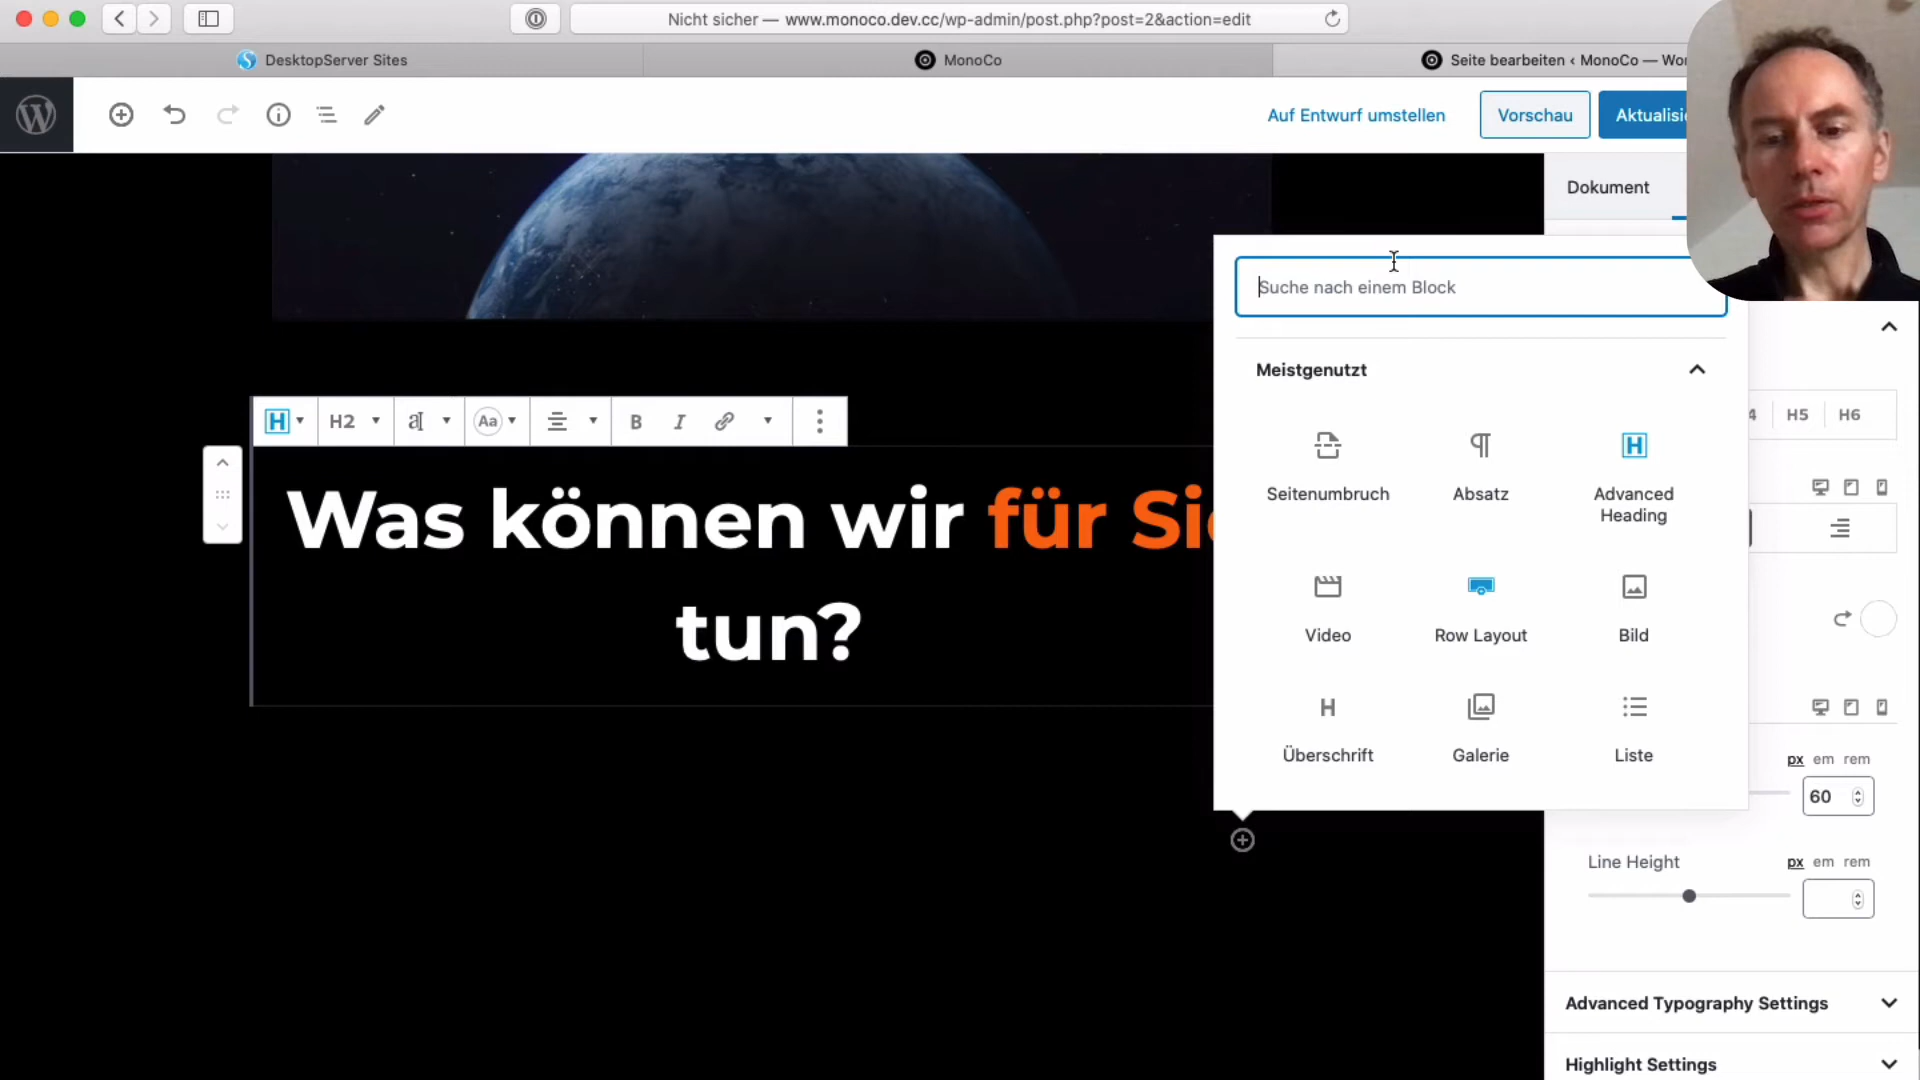 Nicht sicher — www.monoco.dev.cc/wp-admin/post.php?post=2&action=edit
DesktopServer Sites
MonoCo
Seite bearbeiten ‹ MonoCo —
Auf Entwurf umstellen
Vorschau
Dokument
Suche nach einem Block
Meistgenutzt
4 H5 H6
H H2 Aa B I
Seitenumbruch
Absatz
H
Advanced
Heading
Was können wir für
tun?
Video
Row Layout
Bild
H
Überschrift
Galerie
Liste
px em rem
60
Line Height
px em rem
Advanced Typography Settings
Highlight Settings